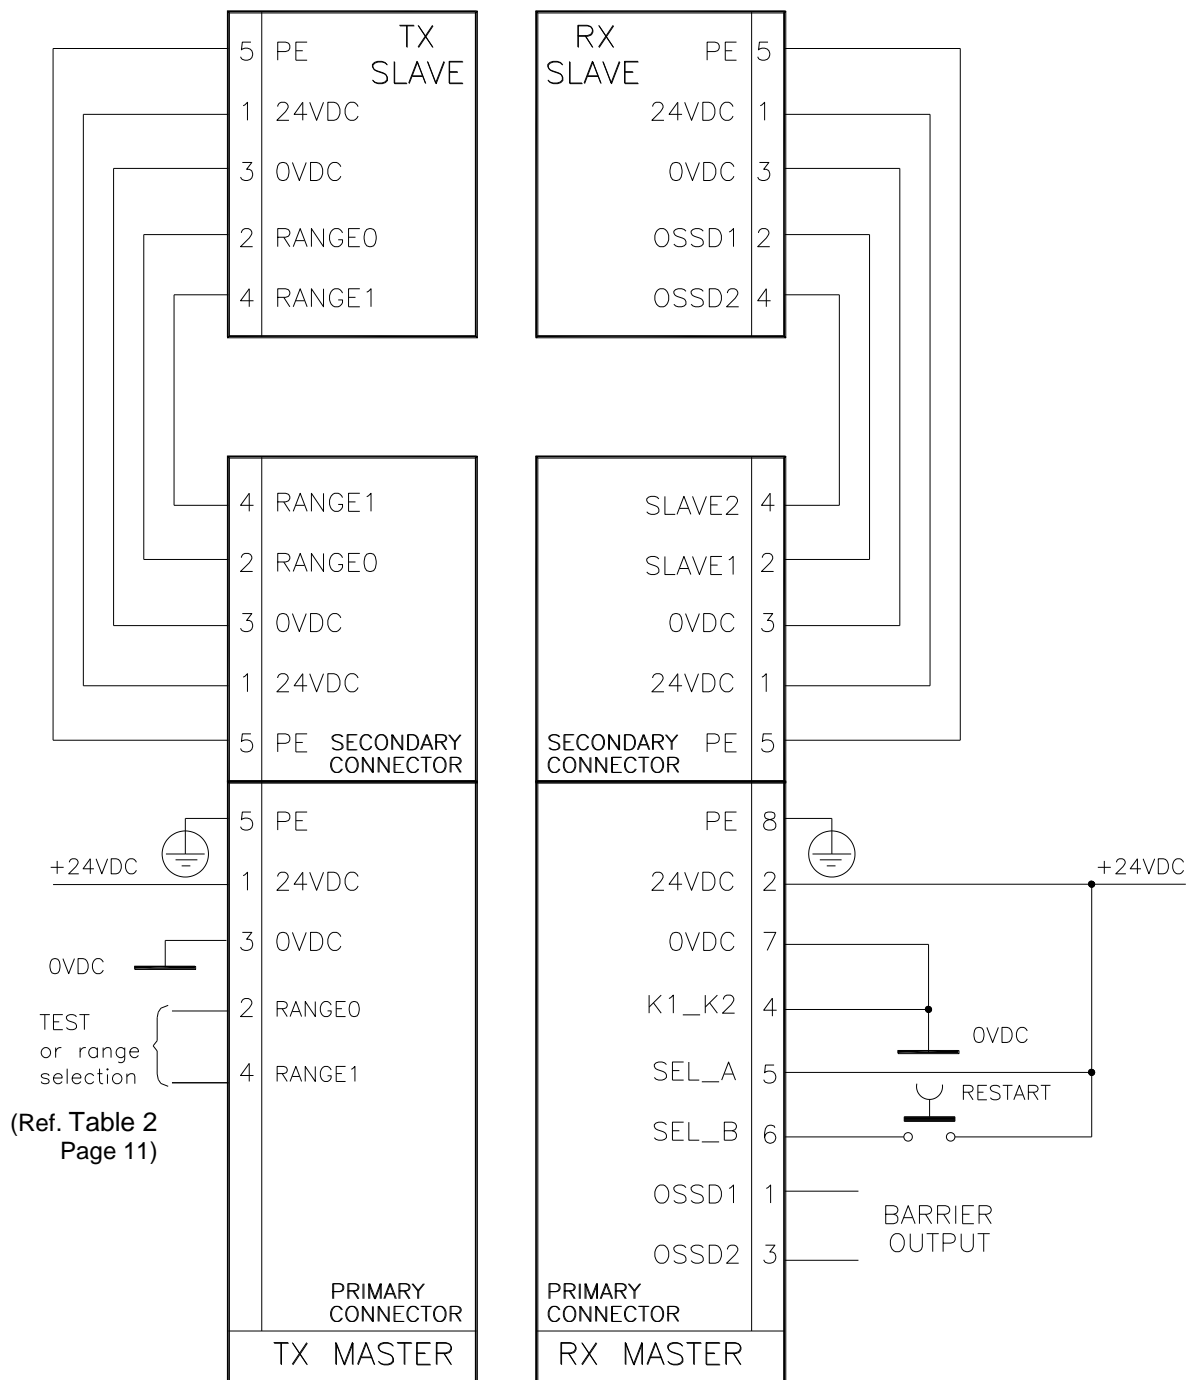 TX
SLAVE
5 PE
1 24VDC
3 0VDC
2 RANGE0
4 RANGE1
RX
SLAVE
PE 5
24VDC 1
0VDC 3
OSSD1 2
OSSD2 4
4 RANGE1
2 RANGE0
3 0VDC
1 24VDC
5 PE
SECONDARY
CONNECTOR
SLAVE2 4
SLAVE1 2
0VDC 3
24VDC 1
PE 5
SECONDARY
CONNECTOR
5 PE
+24VDC
1 24VDC
3 0VDC
0VDC
2 RANGE0
4 RANGE1
TEST
or range
selection
(Ref. Table 2
Page 11)
PRIMARY
CONNECTOR
TX MASTER
PE 8
24VDC 2
+24VDC
0VDC 7
K1_K2 4
0VDC
SEL_A 5
RESTART
SEL_B 6
OSSD1 1
OSSD2 3
BARRIER
OUTPUT
PRIMARY
CONNECTOR
RX MASTER